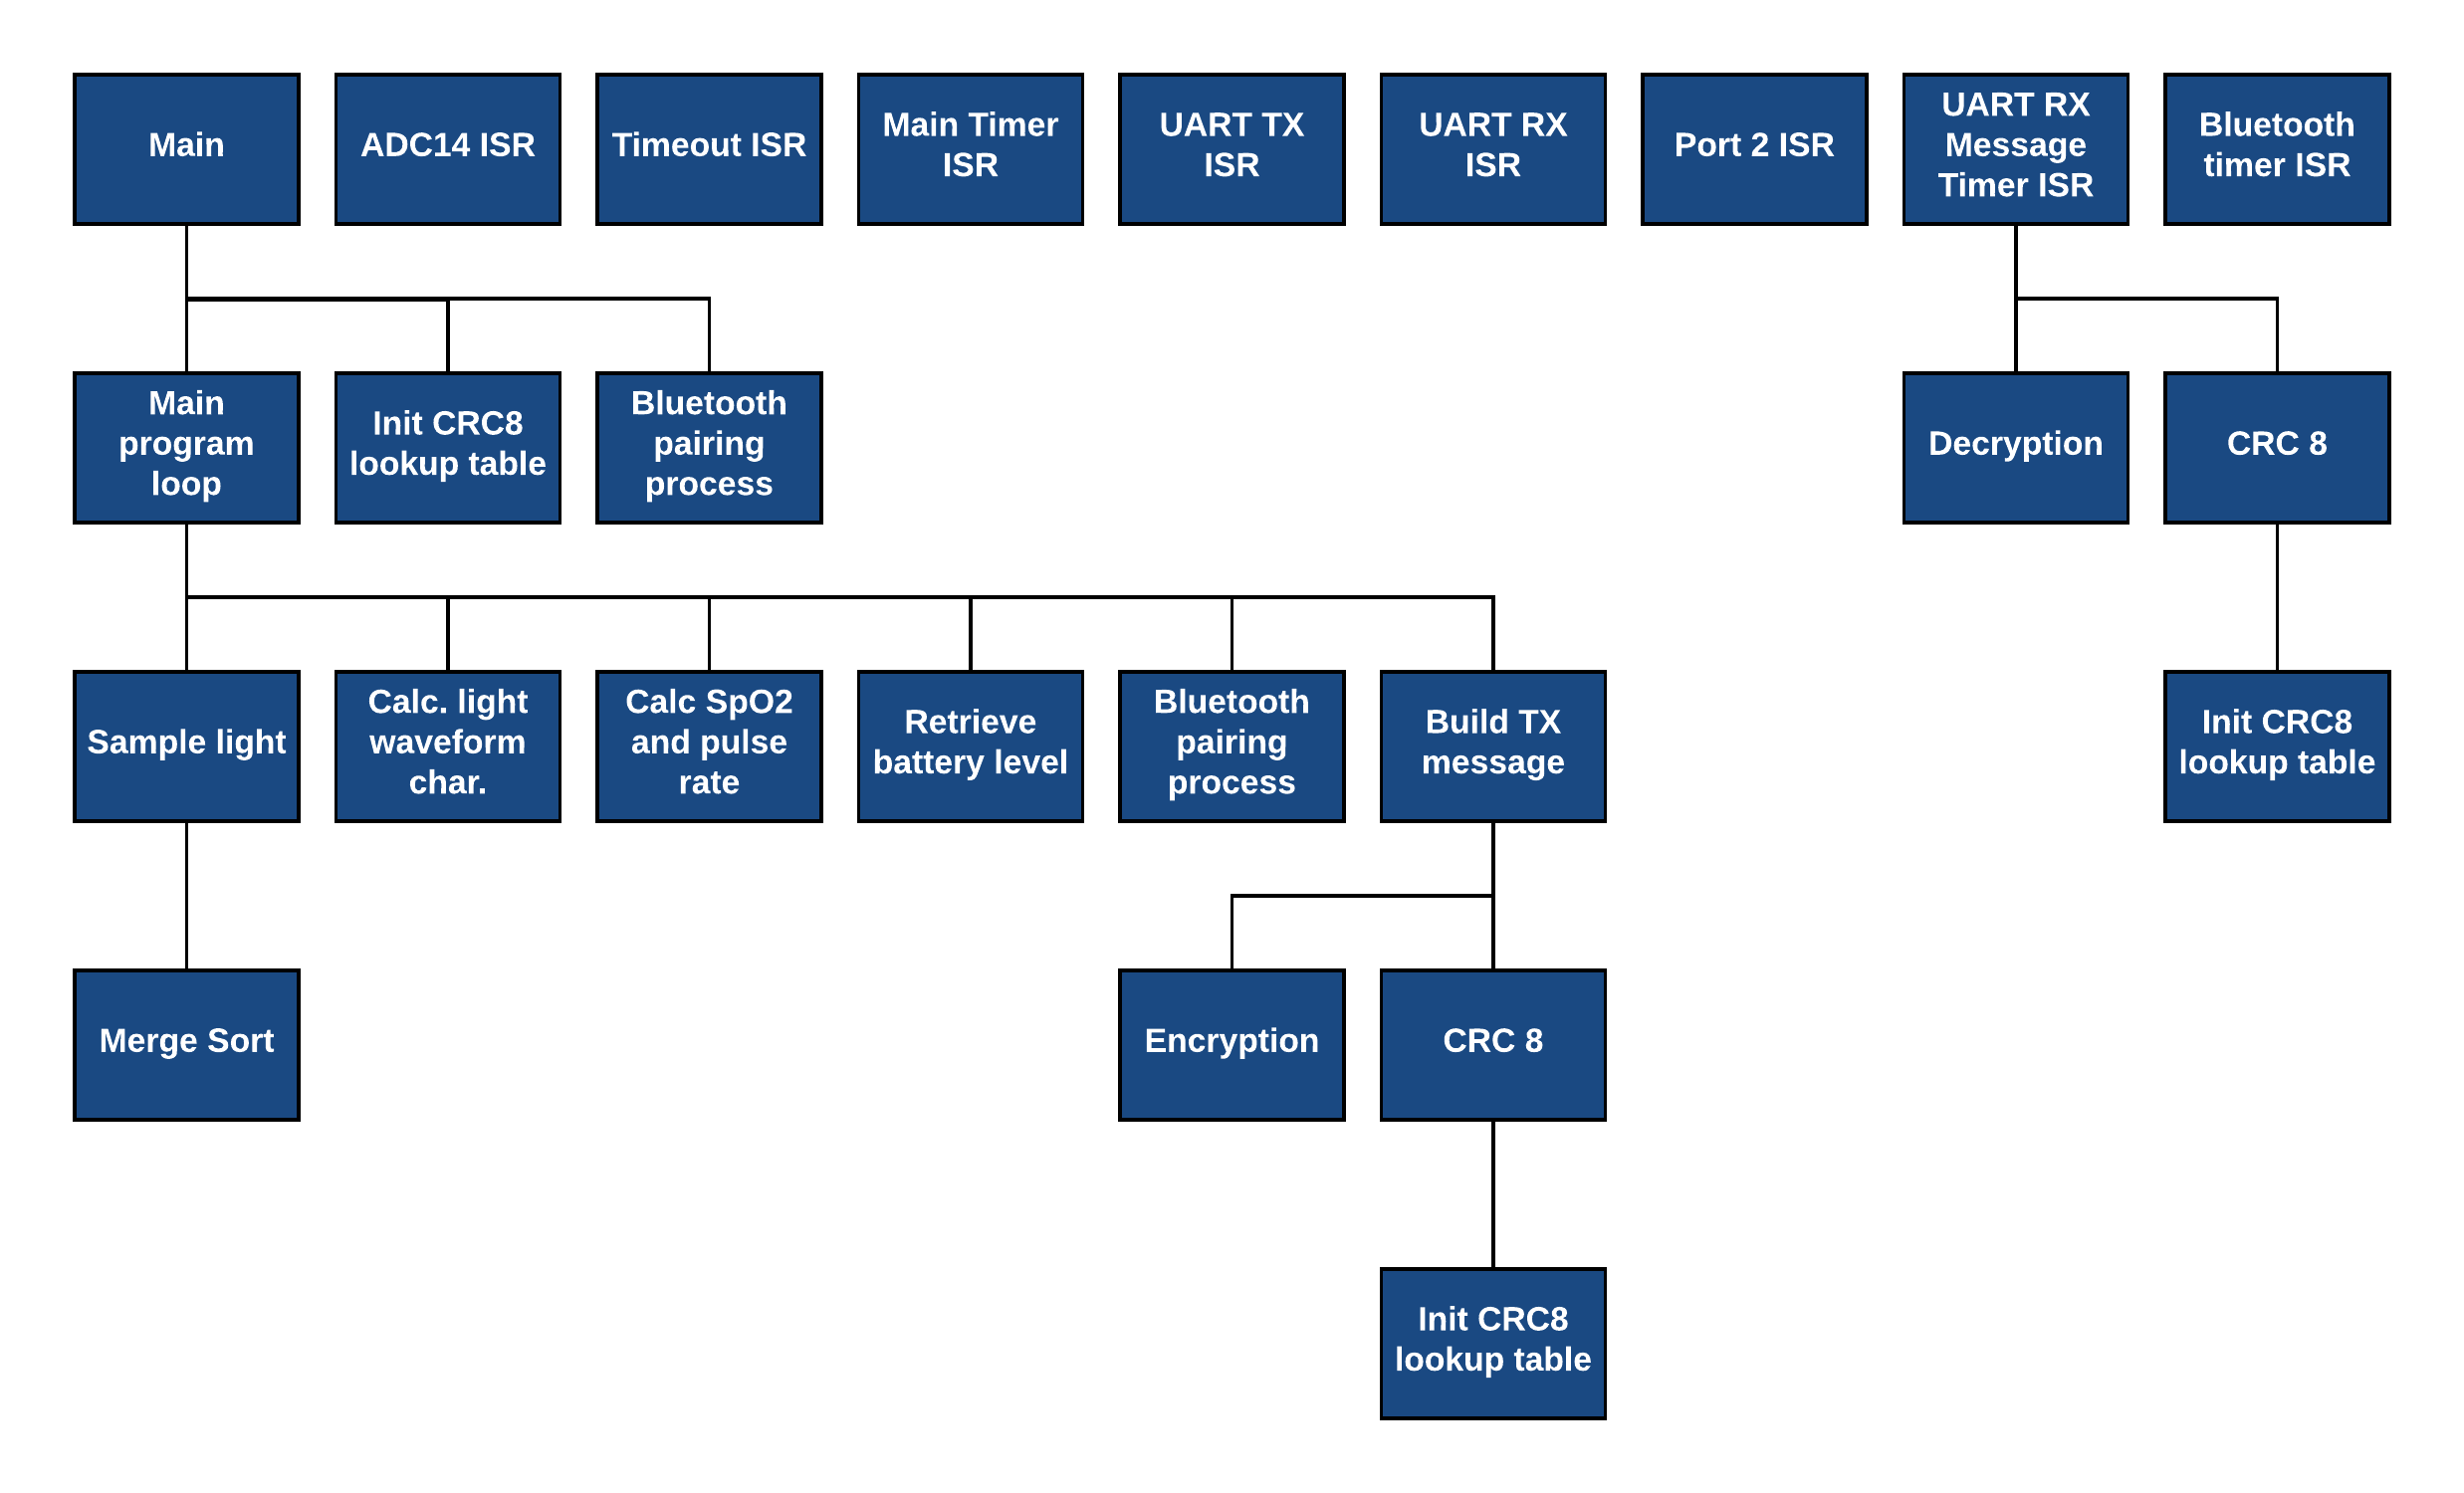 Main
ADC14 ISR
Timeout ISR
Main Timer
ISR
UART TX
ISR
UART RX
ISR
Port 2 ISR
UART RX
Message
Timer ISR
Bluetooth
timer ISR
Main
program
loop
Init CRC8
lookup table
Bluetooth
pairing
process
Decryption
CRC 8
Sample light
Calc. light
waveform
char.
Calc SpO2
and pulse
rate
Retrieve
battery level
Bluetooth
pairing
process
Build TX
message
Init CRC8
lookup table
Merge Sort
Encryption
CRC 8
Init CRC8
lookup table